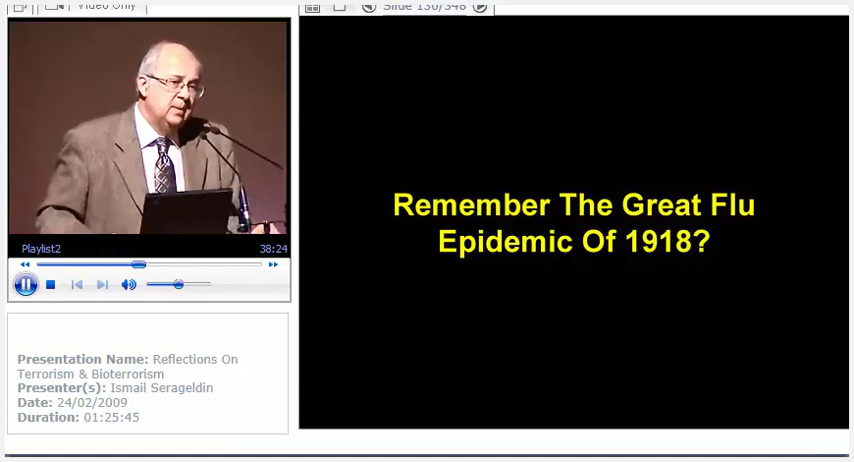 Video Only
Slide 130/348
Remember The Great Flu
Epidemic Of 1918?
Playlist2 38:24
Presentation Name: Reflections On
Terrorism & Bioterrorism
Presenter(s): Ismail Serageldin
Date: 24/02/2009
Duration: 01:25:45